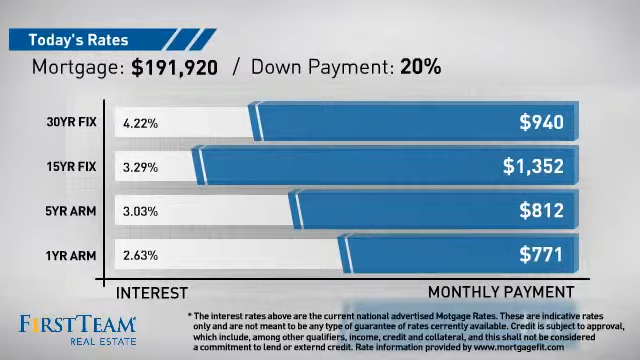 Today's Rates
Mortgage: $191,920 / Down Payment: 20%
30YR FIX 4.22% $940
15YR FIX 3.29% $1,352
5YR ARM 3.03% $812
1YR ARM 2.63% $771
INTEREST MONTHLY PAYMENT
FIRSTTEAM®
REAL ESTATE
* The interest rates above are the current national advertised Motgage Rates. These are indicative rates
only and are not meant to be any type of guarantee of rates cerrently available. Credit is subject to approval,
which include, among other qualifiers, income, credit and collateral, and this shall not be considered
a commitment to lend or externd credit. Rate information provided by www.mortgagefit.com